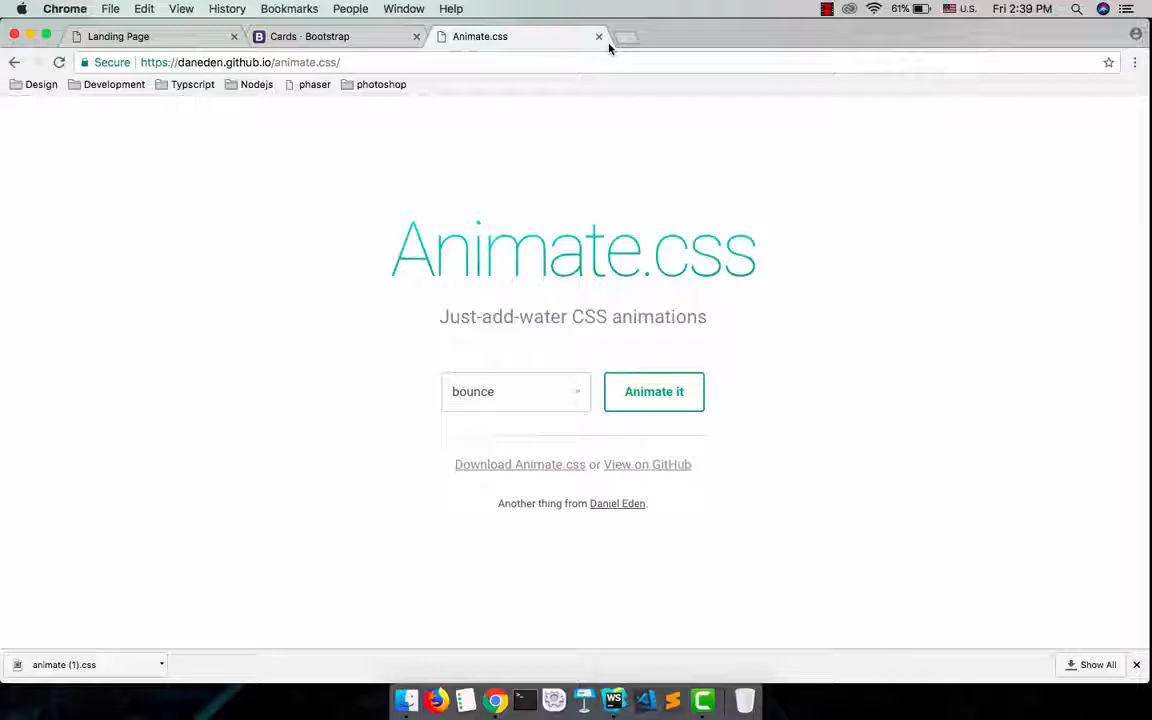 Chrome File Edit View History Bookmarks People Window Help 61% U.S. Fri 2:39 PM
Landing Page Cards · Bootstrap Animate.css
Secure https://daneden.github.io/animate.css/
Design Development Typscript Nodejs phaser photoshop
Animate.css
Just-add-water CSS animations
bounce Animate it
Download Animate.css or View on GitHub
Another thing from Daniel Eden.
animate (1).css Show All
WS